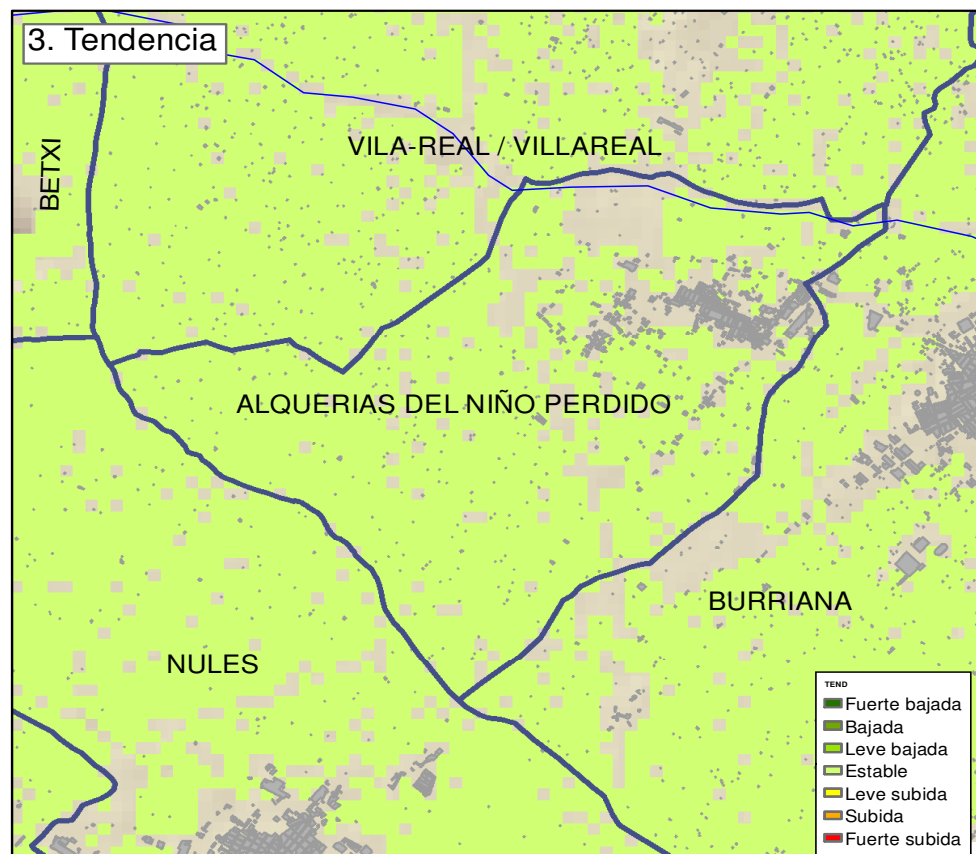 3. Tendencia
VILA-REAL / VILLAREAL
BETXI
ALQUERIAS DEL NIÑO PERDIDO
BURRIANA
NULES
TEND
Fuerte bajada
Bajada
Leve bajada
Estable
Leve subida
Subida
Fuerte subida